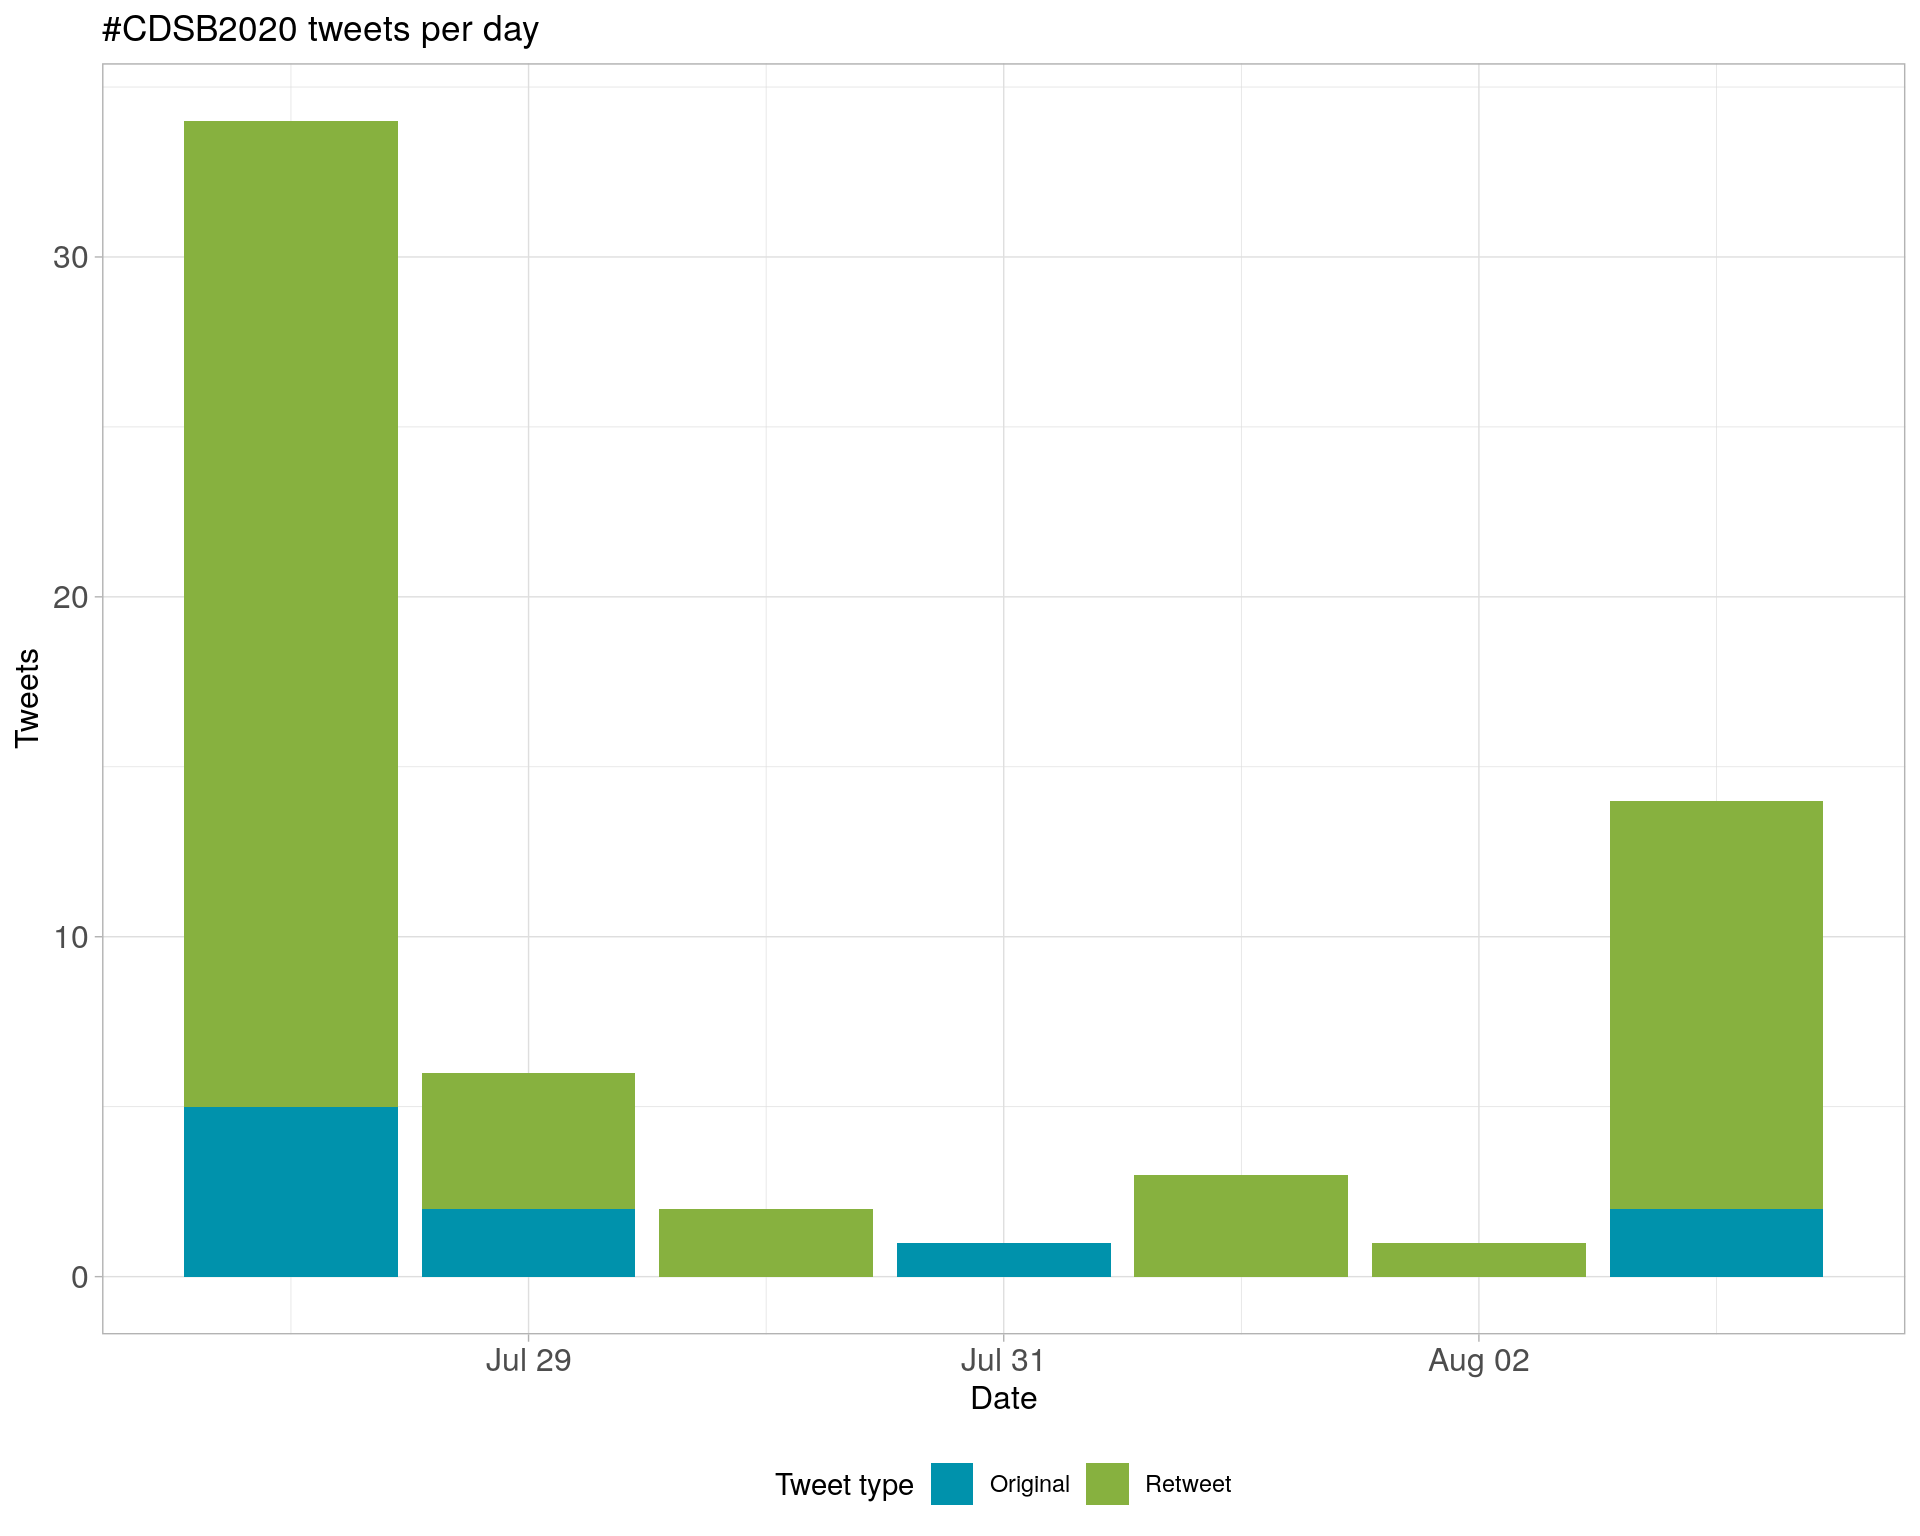 #CDSB2020 tweets per day
30
20
10
0
Tweets
Jul 29 Jul 31 Aug 02
Date
Tweet type Original Retweet